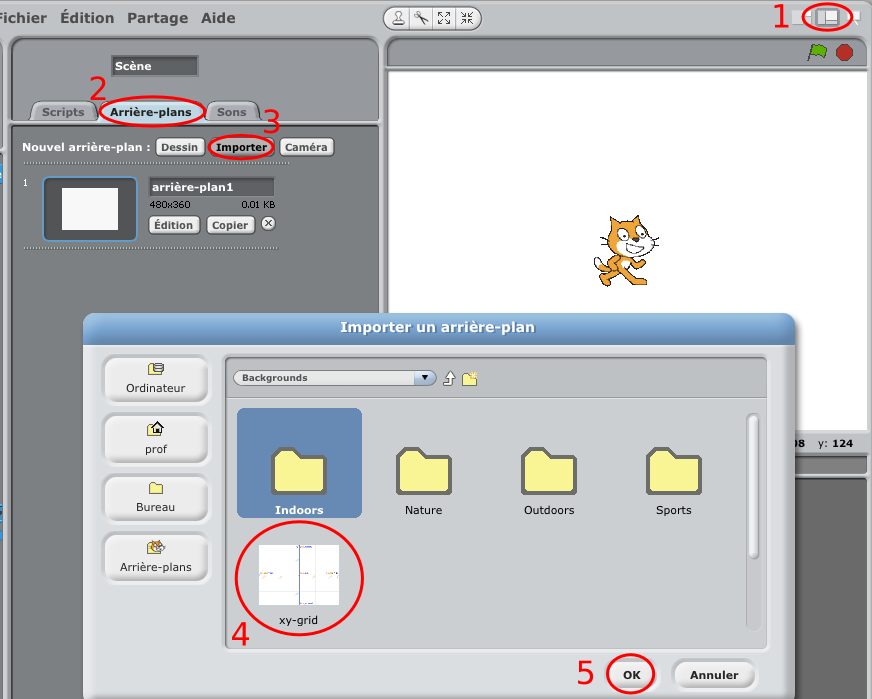 Fichier Édition Partage Aide
1
Scène
2
Scripts Arrière-plans Sons
3
Nouvel arrière-plan : Dessin Importer Caméra
1
arrière-plan1
480x360 0.01 KB
Édition Copier
y: 124
Importer un arrière-plan
Ordinateur
prof
Bureau
Arrière-plans
Backgrounds
Indoors Nature Outdoors Sports
xy-grid
4
5 OK Annuler